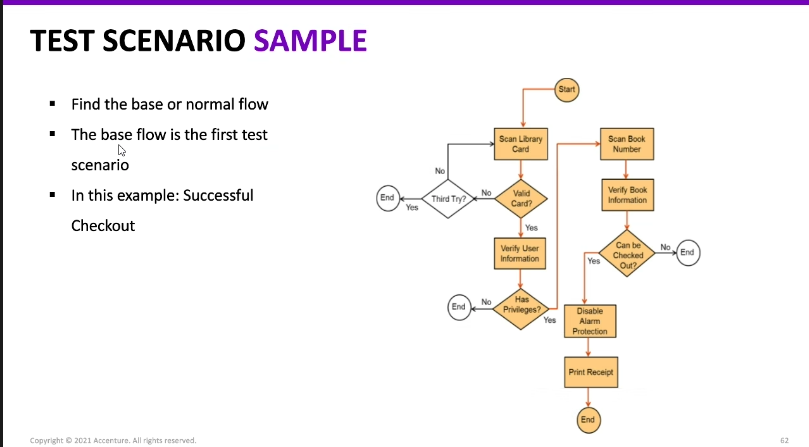 TEST SCENARIO SAMPLE
▪ Find the base or normal flow
▪ The base flow is the first test
scenario
▪ In this example: Successful
Checkout
Start
Scan Library
Card
Scan Book
Number
No
End
Third Try?
No
Valid
Card?
Yes
Yes
Verify Book
Information
Verify User
Information
Can be
Checked
Out?
No
End
Yes
End
No
Has
Privileges?
Yes
Disable
Alarm
Protection
Print Receipt
End
Copyright © 2021 Accenture. All rights reserved.
62